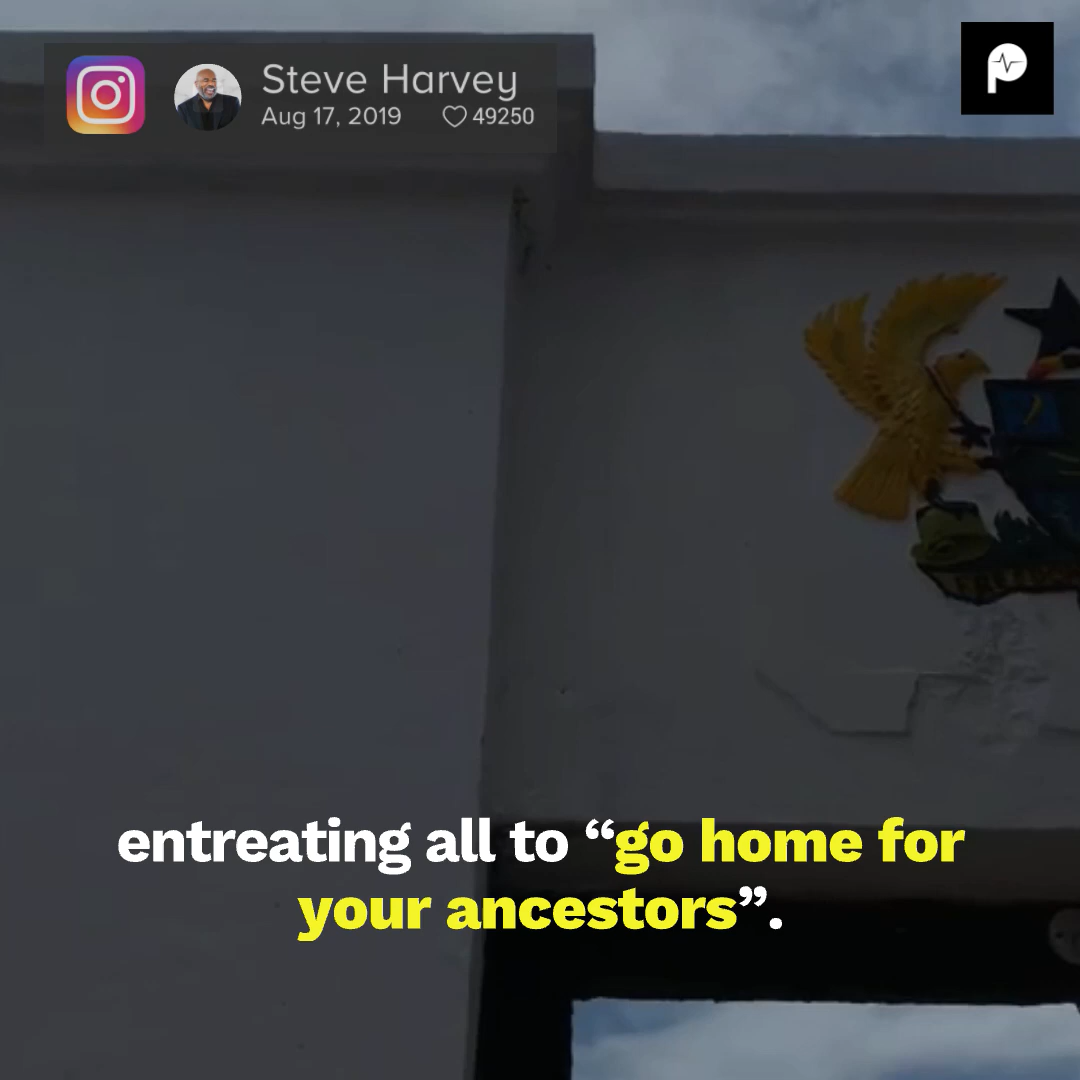 Steve Harvey
Aug 17, 2019 49250
entreating all to “go home for
your ancestors”.